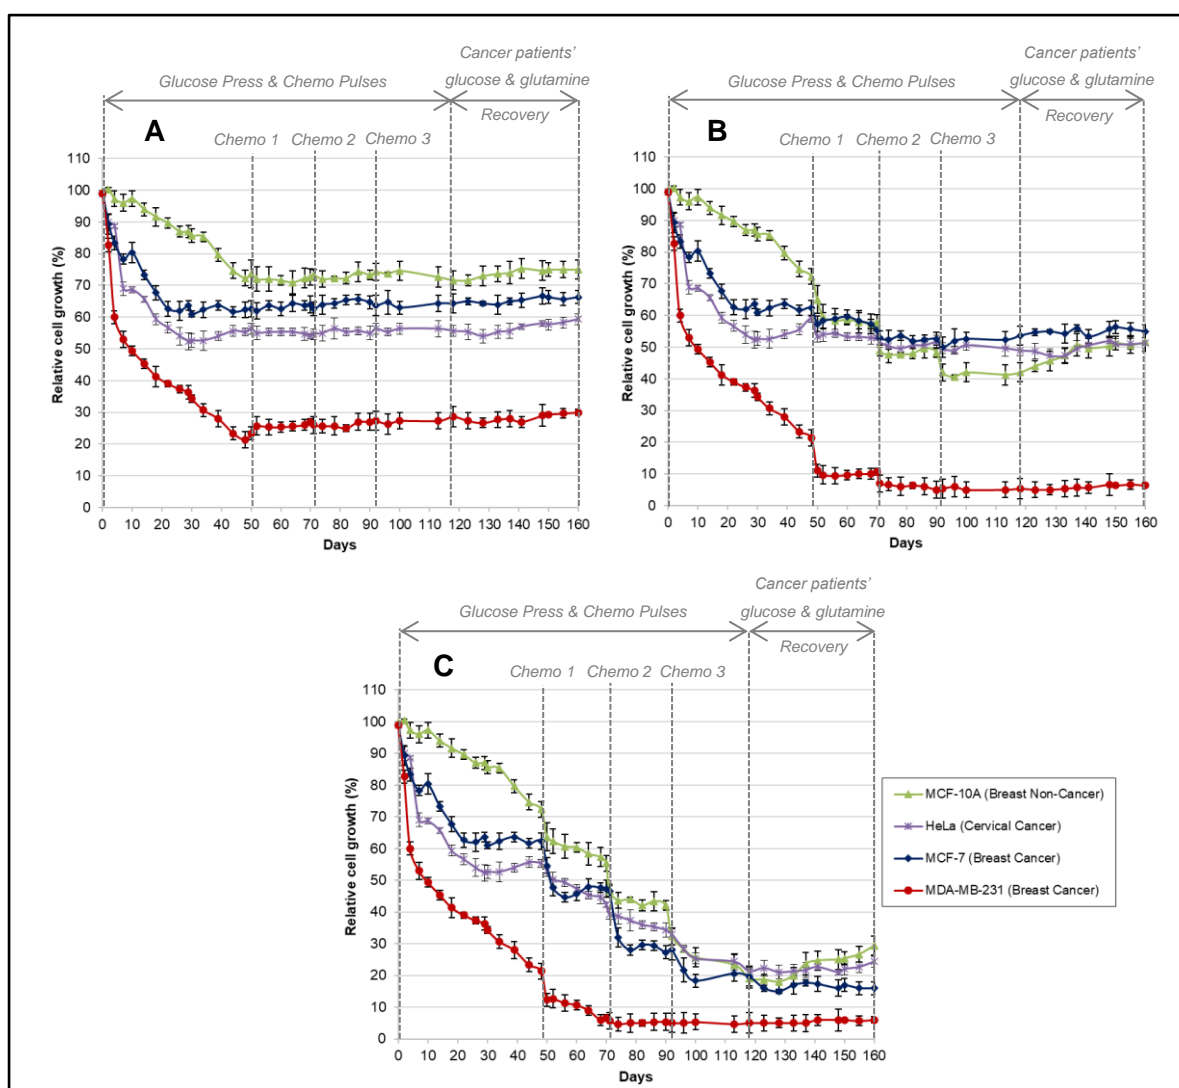 Cancer patients'
Glucose Press & Chemo Pulses
glucose & glutamine
Recovery
A
Chemo 1
Chemo 2
Chemo 3
Relative cell growth (%)
110
100
90
80
70
60
50
40
30
20
10
0
0 10 20 30 40 50 60 70 80 90 100 110 120 130 140 150 160
Days
Cancer patients'
Glucose Press & Chemo Pulses
glucose & glutamine
Recovery
B
Chemo 1
Chemo 2
Chemo 3
Relative cell growth (%)
110
100
90
80
70
60
50
40
30
20
10
0
0 10 20 30 40 50 60 70 80 90 100 110 120 130 140 150 160
Days
Cancer patients'
Glucose Press & Chemo Pulses
glucose & glutamine
Recovery
C
Chemo 1
Chemo 2
Chemo 3
Relative cell growth (%)
110
100
90
80
70
60
50
40
30
20
10
0
0 10 20 30 40 50 60 70 80 90 100 110 120 130 140 150 160
Days
MCF-10A (Breast Non-Cancer)
HeLa (Cervical Cancer)
MCF-7 (Breast Cancer)
MDA-MB-231 (Breast Cancer)